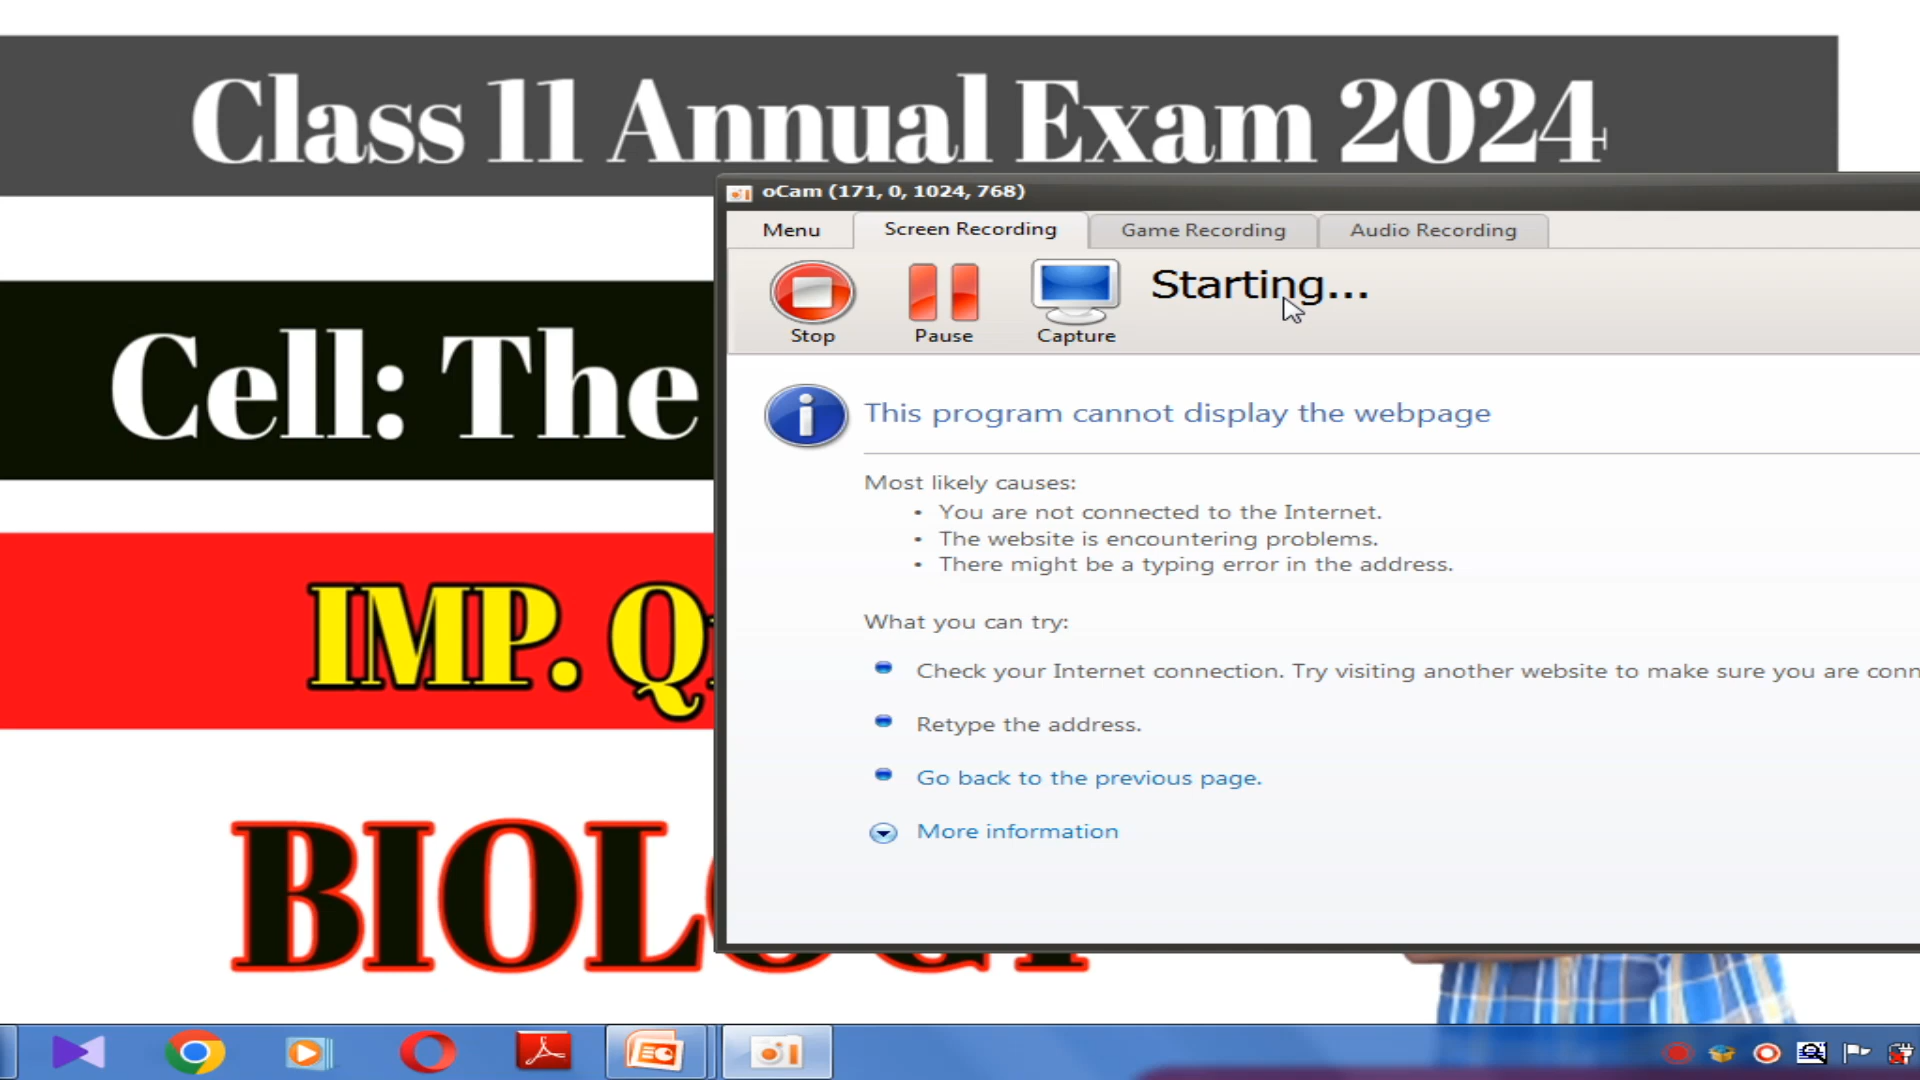 Class 11 Annual Exam 2024
oCam (171, 0, 1024, 768)
Menu
Screen Recording
Game Recording
Audio Recording
Stop
Pause
Capture
Starting...
Cell: The
This program cannot display the webpage
Most likely causes:
• You are not connected to the Internet.
• The website is encountering problems.
• There might be a typing error in the address.
IMP.
What you can try:
Check your Internet connection. Try visiting another website to make sure you are
Retype the address.
Go back to the previous page.
More information